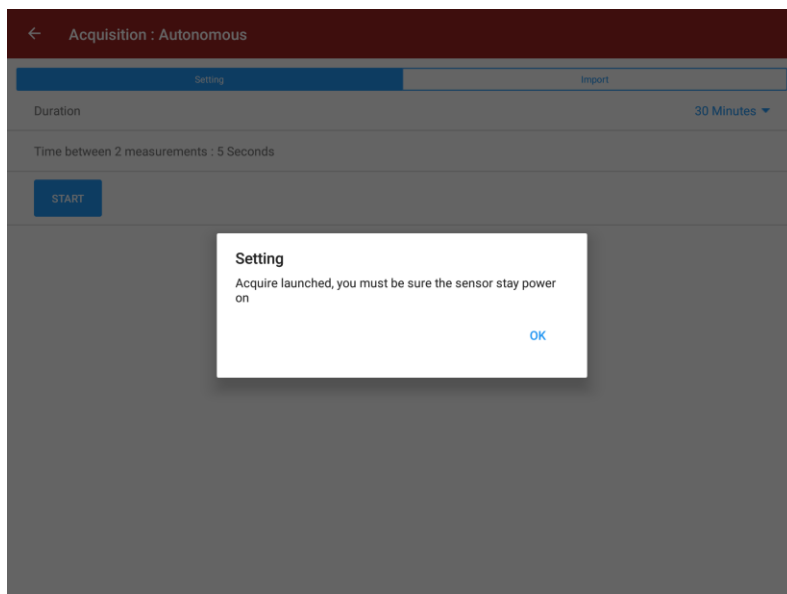 Acquisition : Autonomous
Setting
Import
Duration
30 Minutes
Time between 2 measurements : 5 Seconds
START
Setting
Acquire launched, you must be sure the sensor stay power
on
OK